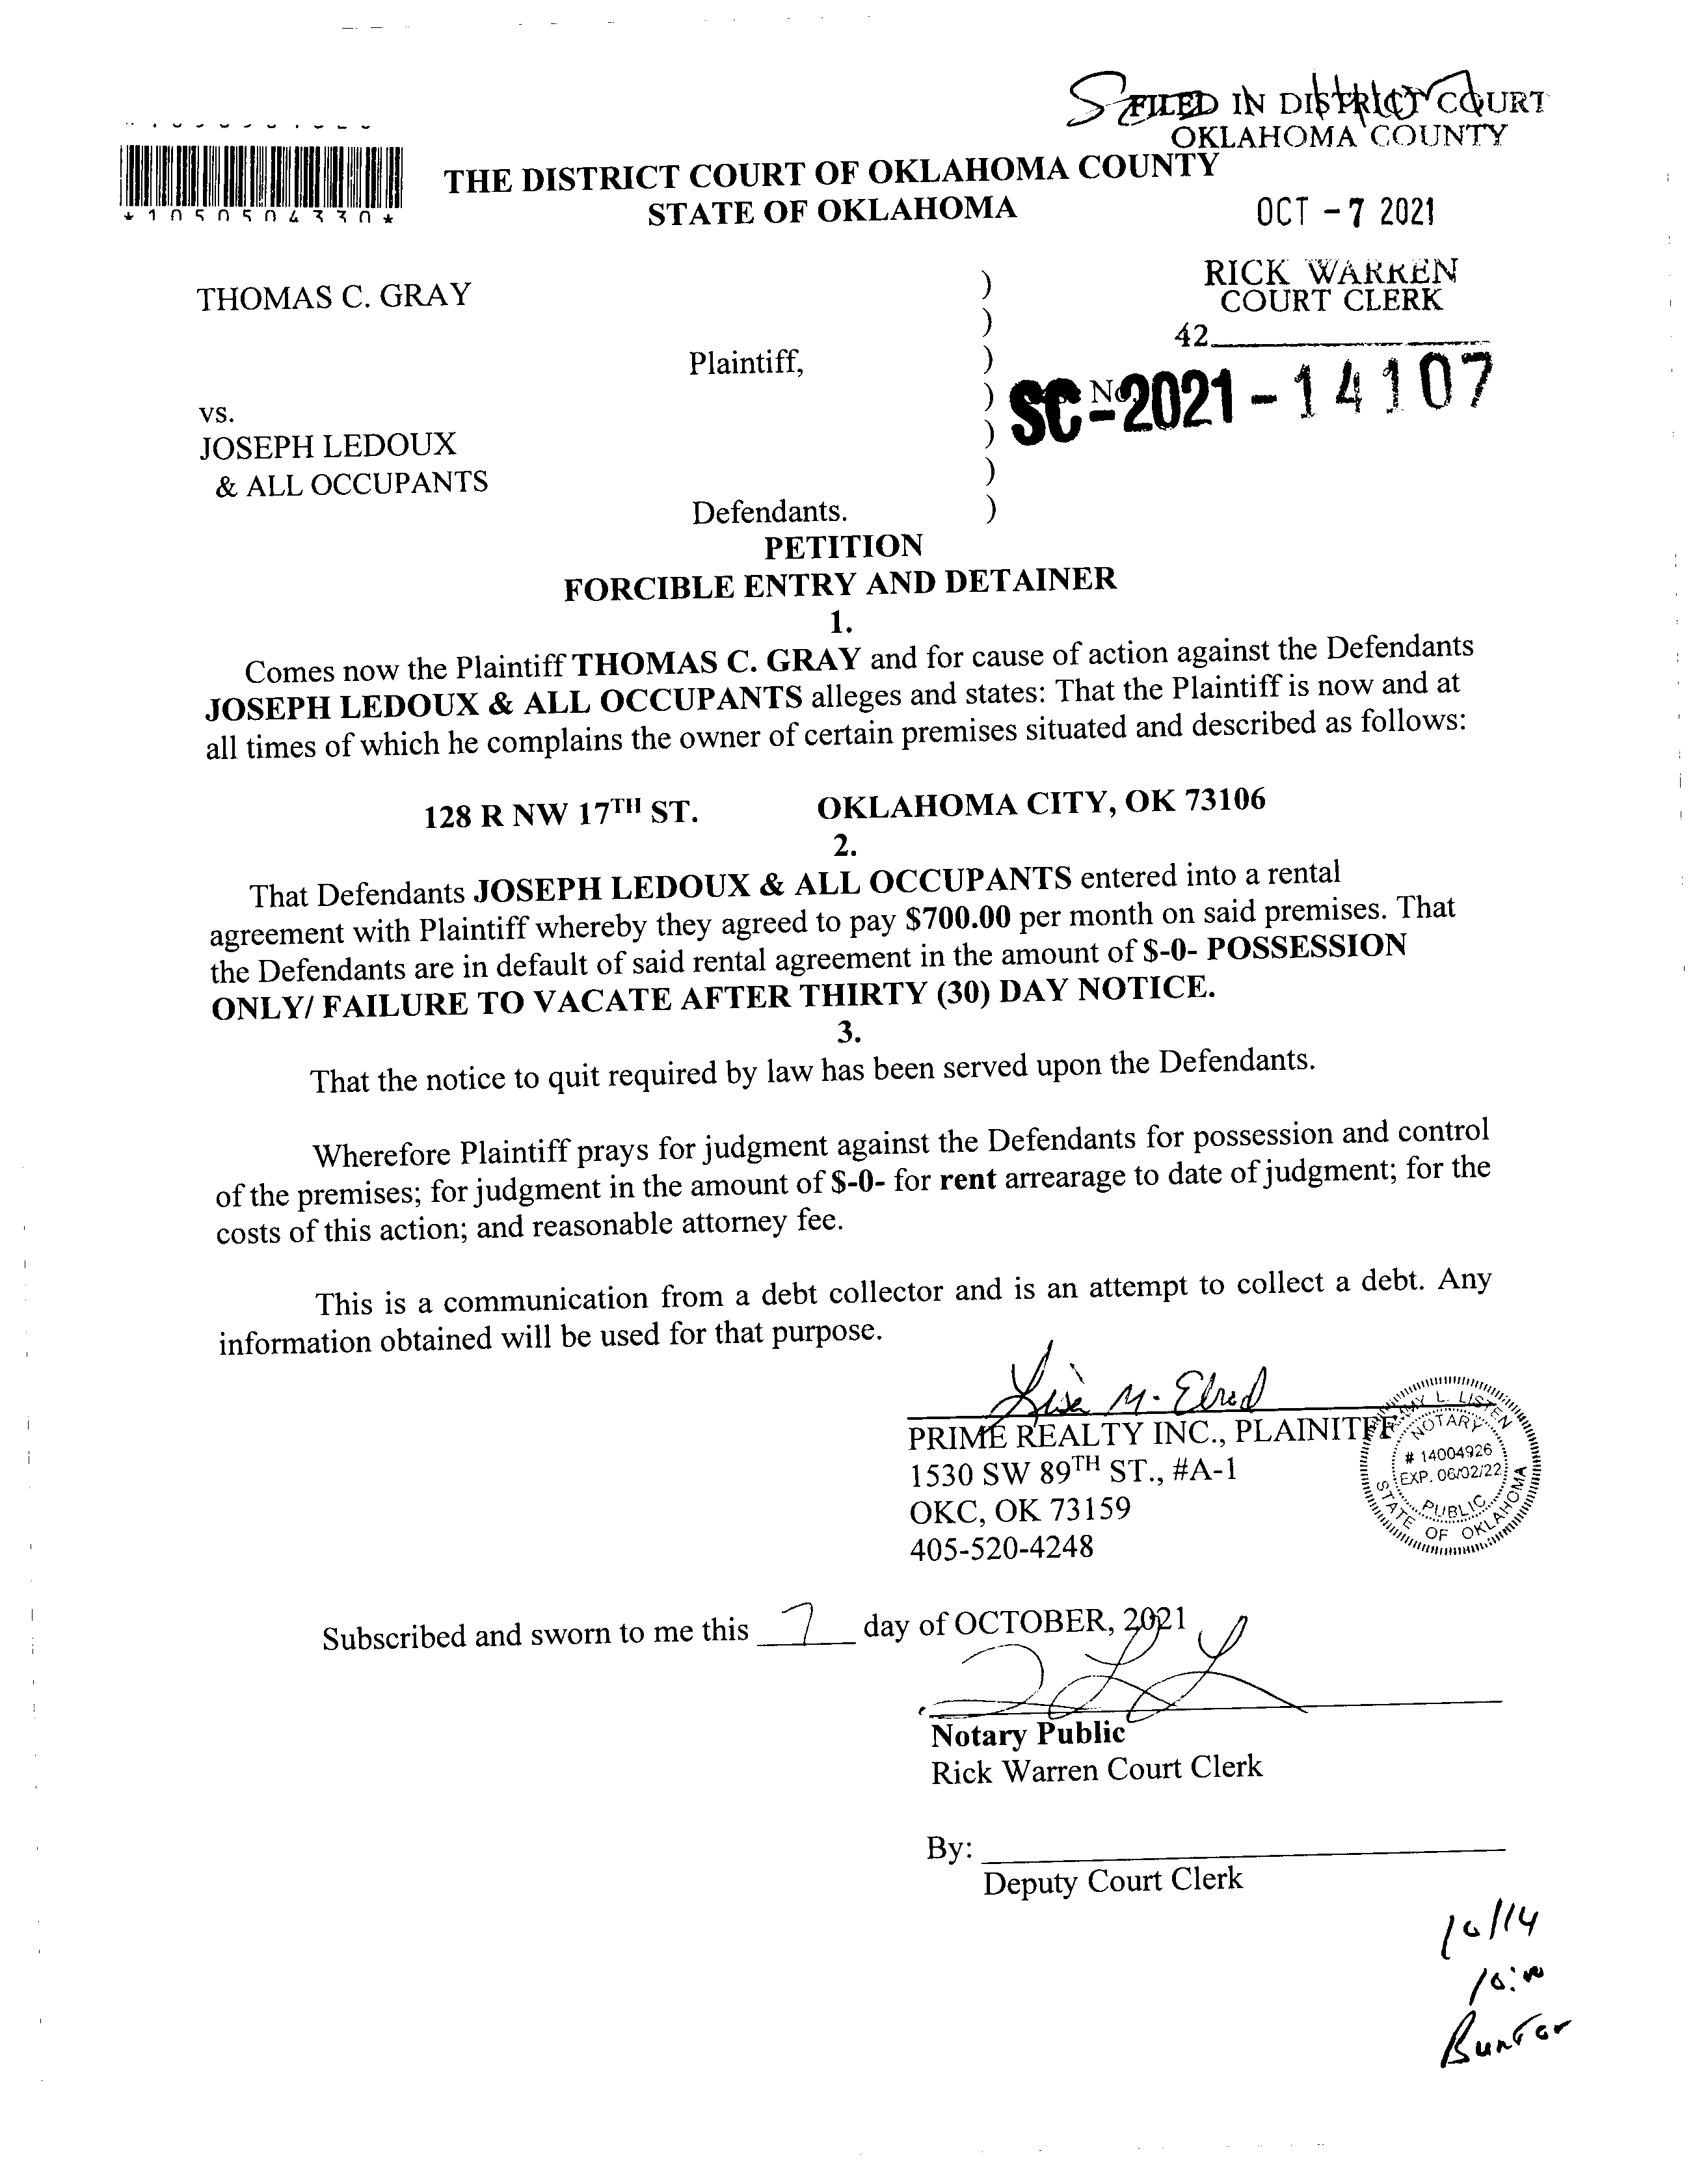 FILED IN DISTRICT COURT
OKLAHOMA COUNTY
*1050504330*
THE DISTRICT COURT OF OKLAHOMA COUNTY
STATE OF OKLAHOMA
OCT - 7 2021
RICK WARREN
COURT CLERK
42
THOMAS C. GRAY )
)
Plaintiff, )
) No.
SC-2021-14107
vs.
JOSEPH LEDOUX )
& ALL OCCUPANTS )
Defendants. )
PETITION
FORCIBLE ENTRY AND DETAINER
1.
Comes now the Plaintiff THOMAS C. GRAY and for cause of action against the Defendants
JOSEPH LEDOUX & ALL OCCUPANTS alleges and states: That the Plaintiff is now and at
all times of which he complains the owner of certain premises situated and described as follows:
128 R NW 17TH ST. OKLAHOMA CITY, OK 73106
2.
That Defendants JOSEPH LEDOUX & ALL OCCUPANTS entered into a rental
agreement with Plaintiff whereby they agreed to pay $700.00 per month on said premises. That
the Defendants are in default of said rental agreement in the amount of $-0- POSSESSION
ONLY/ FAILURE TO VACATE AFTER THIRTY (30) DAY NOTICE.
3.
That the notice to quit required by law has been served upon the Defendants.
Wherefore Plaintiff prays for judgment against the Defendants for possession and control
of the premises; for judgment in the amount of $-0- for rent arrearage to date of judgment; for the
costs of this action; and reasonable attorney fee.
This is a communication from a debt collector and is an attempt to collect a debt. Any
information obtained will be used for that purpose.
Lisa M. Elrod
PRIME REALTY INC., PLAINITFF
1530 SW 89TH ST., #A-1
OKC, OK 73159
405-520-4248
AMY L. LISTEN
NOTARY
# 14004926
EXP. 06/02/22
PUBLIC
STATE OF OKLAHOMA
Subscribed and sworn to me this 7 day of OCTOBER, 2021
Notary Public
Rick Warren Court Clerk
By:
Deputy Court Clerk
10/14